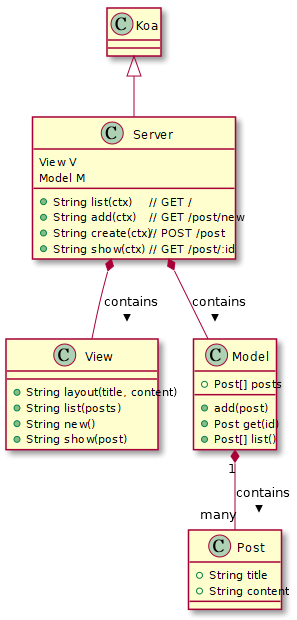 C Koa
C Server
View V
Model M
String list(ctx) // GET /
String add(ctx) // GET /post/new
String create(ctx)// POST /post
String show(ctx) // GET /post/:id
contains
contains
C View
String layout(title, content)
String list(posts)
String new()
String show(post)
C Model
Post[] posts
add(post)
Post get(id)
Post[] list()
1
contains
many
C Post
String title
String content